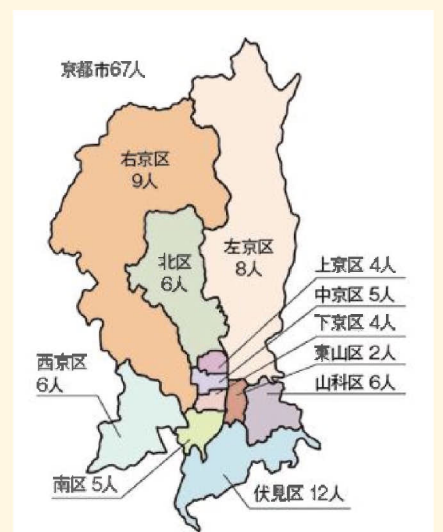 京都市67人
右京区
9人
北区
6人
左京区
8人
上京区 4人
中京区 5人
下京区 4人
東山区 2人
山科区 6人
西京区
6人
南区 5人
伏見区 12人